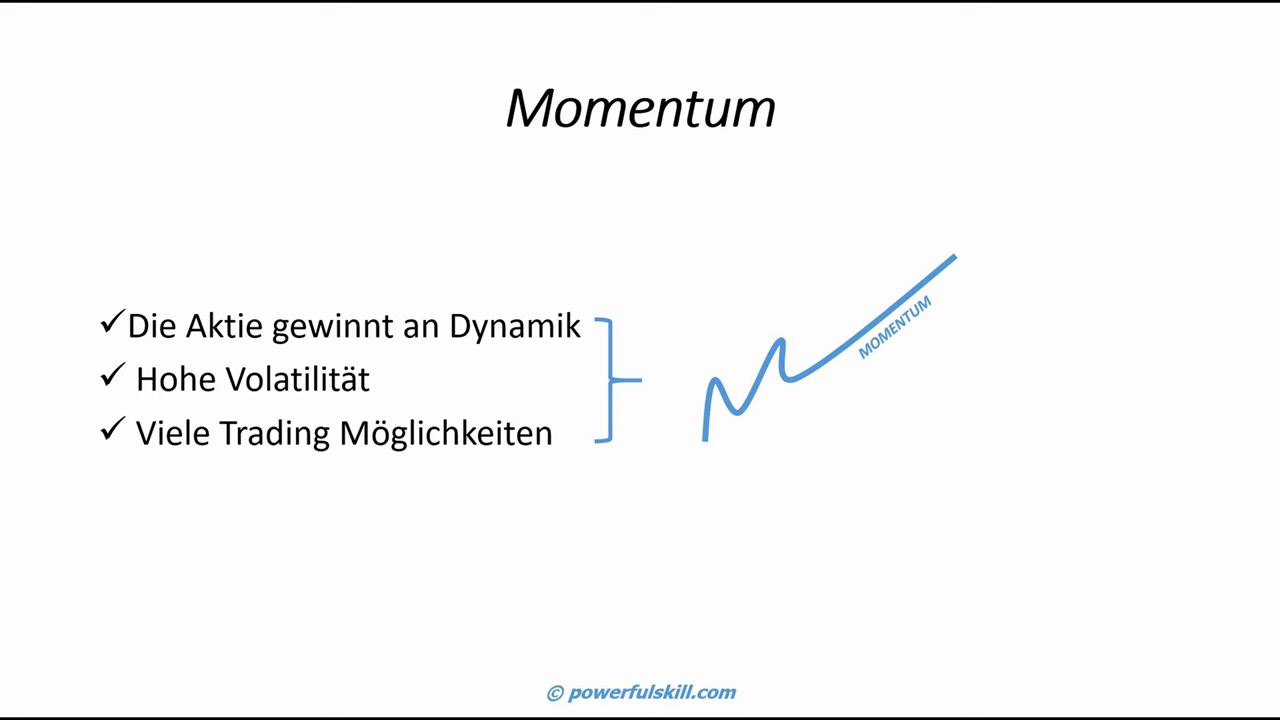 Momentum
✓Die Aktie gewinnt an Dynamik
✓ Hohe Volatilität
✓ Viele Trading Möglichkeiten
MOMENTUM
© powerfulskill.com